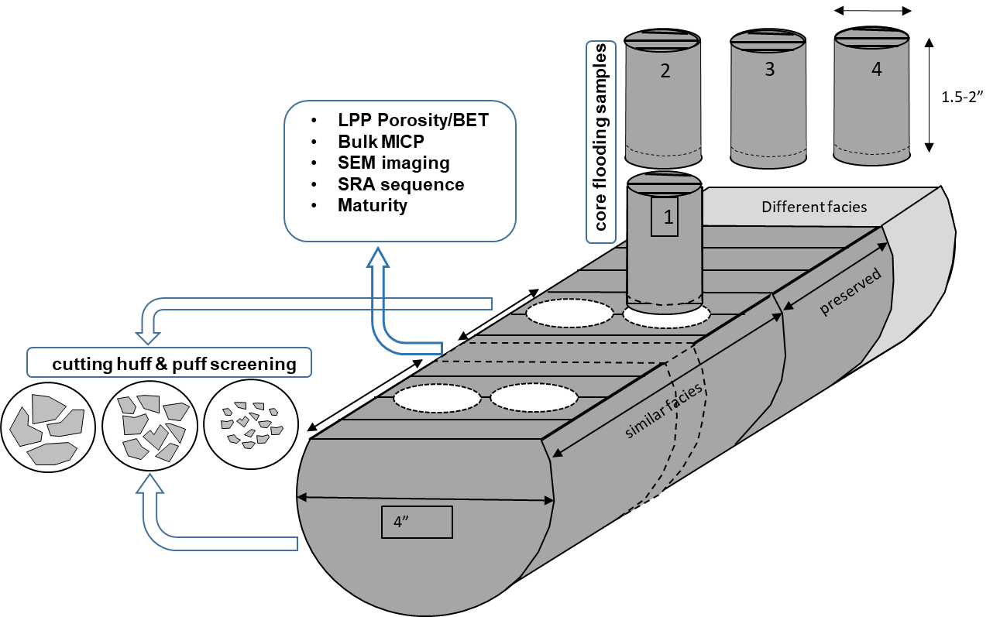 2
3
4
1.5-2”
core flooding samples
• LPP Porosity/BET
• Bulk MICP
• SEM imaging
• SRA sequence
• Maturity
1
Different facies
preserved
cutting huff & puff screening
similar facies
4”